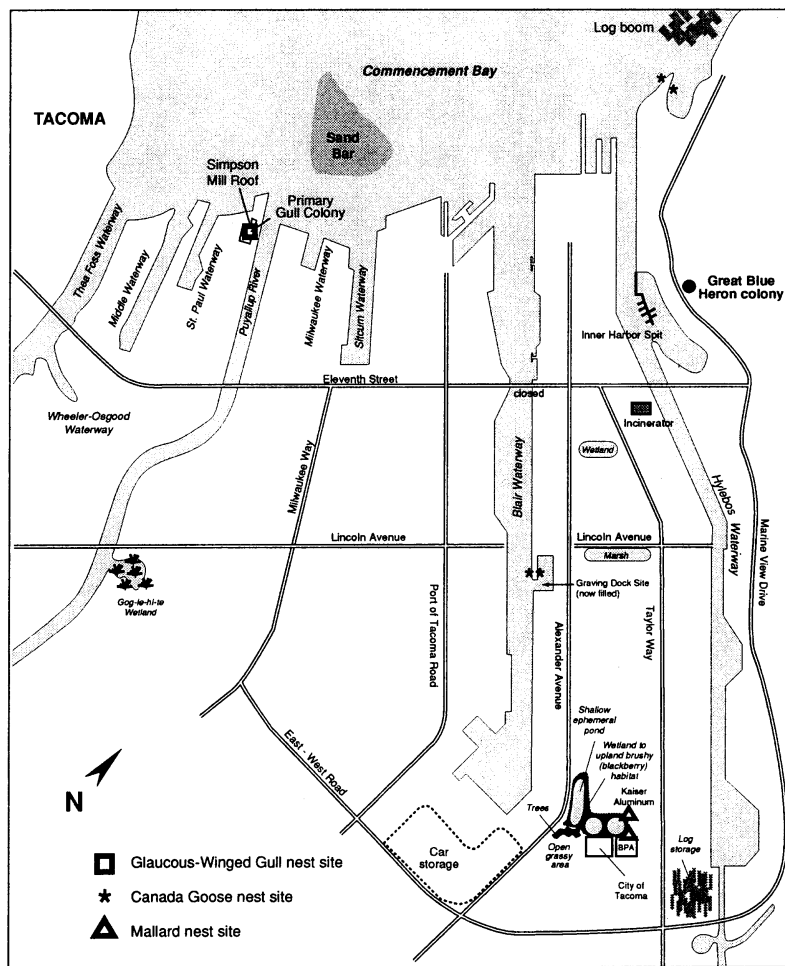 Log boom
Commencement Bay
TACOMA
Sand
Bar
Simpson
Mill Roof
Primary
Gull Colony
Thea Foss Waterway
Middle Waterway
St. Paul Waterway
Puyallup River
Milwaukee Waterway
Sitcum Waterway
Great Blue
Heron colony
Inner Harbor Spit
Eleventh Street
closed
Wheeler-Osgood
Waterway
Incinerator
Milwaukee Way
Blair Waterway
Wetland
Hylebos
Waterway
Marine View Drive
Lincoln Avenue
Lincoln Avenue
Marsh
Gog-le-hi-te
Wetland
Graving Dock Site
(now filled)
Port of Tacoma Road
Alexander Avenue
Taylor Way
Shallow
ephemeral
pond
Wetland to
upland brushy
(blackberry)
habitat
East - West Road
N
Trees
Kaiser
Aluminum
Car
storage
Open
grassy
area
BPA
City of
Tacoma
Log
storage
Glaucous-Winged Gull nest site
Canada Goose nest site
Mallard nest site